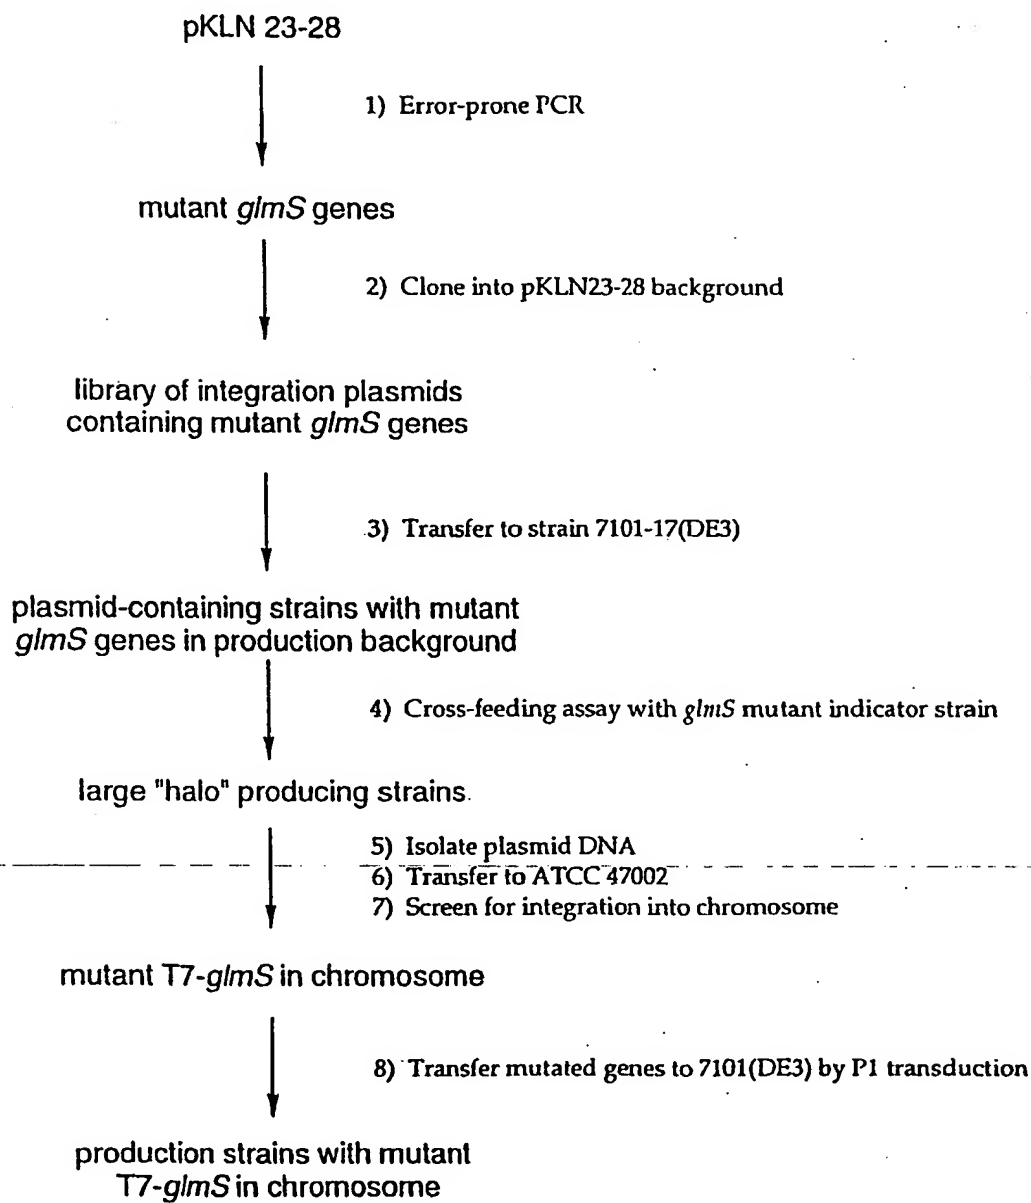 pKLN 23-28
1) Error-prone PCR
mutant glmS genes
2) Clone into pKLN23-28 background
library of integration plasmids
containing mutant glmS genes
3) Transfer to strain 7101-17(DE3)
plasmid-containing strains with mutant
glmS genes in production background
4) Cross-feeding assay with glmS mutant indicator strain
large "halo" producing strains.
5) Isolate plasmid DNA
6) Transfer to ATCC 47002
7) Screen for integration into chromosome
mutant T7-glmS in chromosome
8) Transfer mutated genes to 7101(DE3) by P1 transduction
production strains with mutant
T7-glmS in chromosome